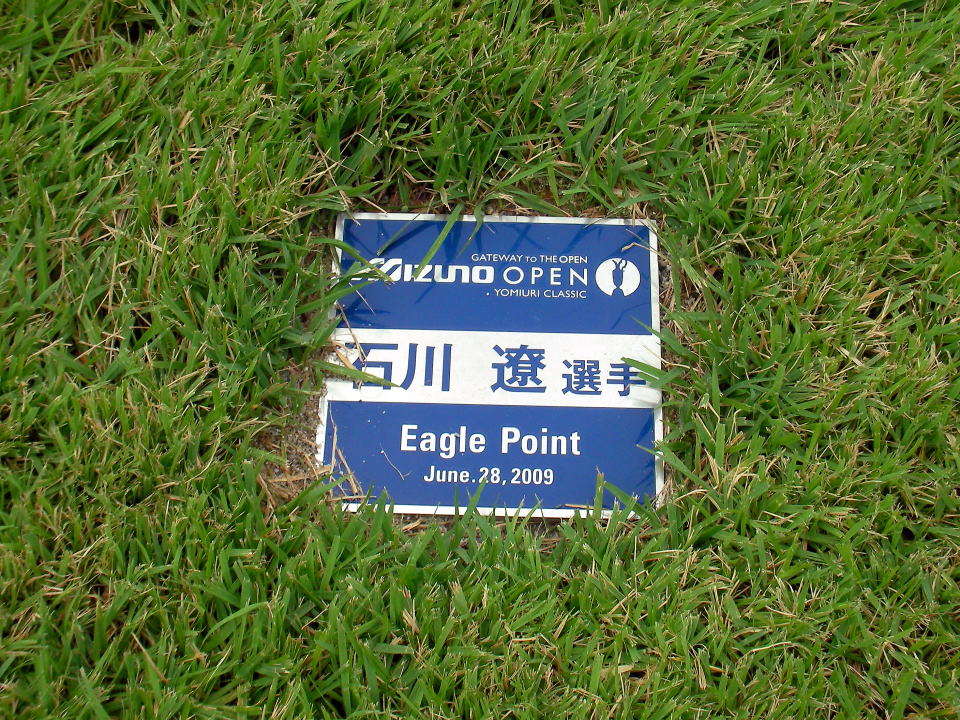 GATEWAY TO THE OPEN
MIZUNO OPEN
YOMIURI CLASSIC
石川 遼 選手
Eagle Point
June.28,2009